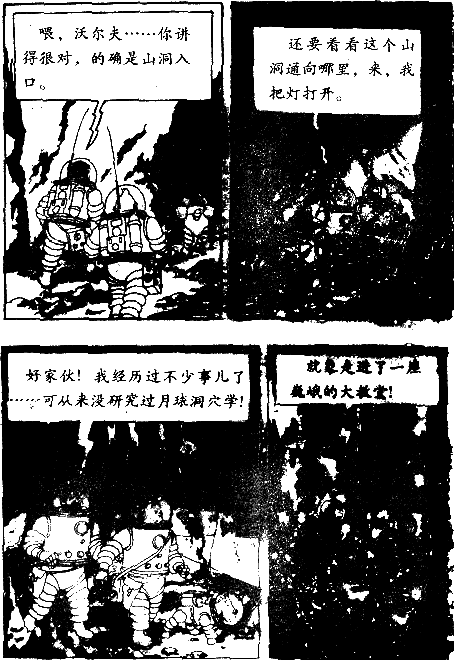 喂，沃尔夫……你讲
得很对，的确是山洞入
口。
还要看看这个山
洞通向哪里，来，我
把灯打开。
好家伙！我经历过不少事儿了
……可从来没研究过月球洞穴学！
就象走进了一座
巍峨的大教堂！